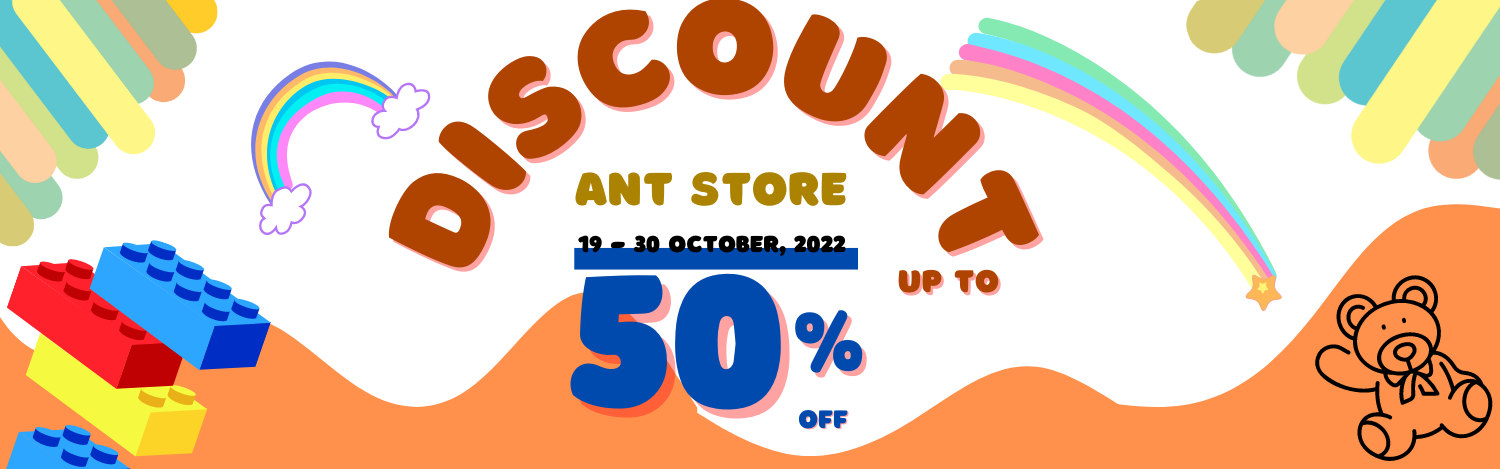 DISCOUNT
ANT STORE
19 – 30 OCTOBER, 2022
UP TO
50%
OFF